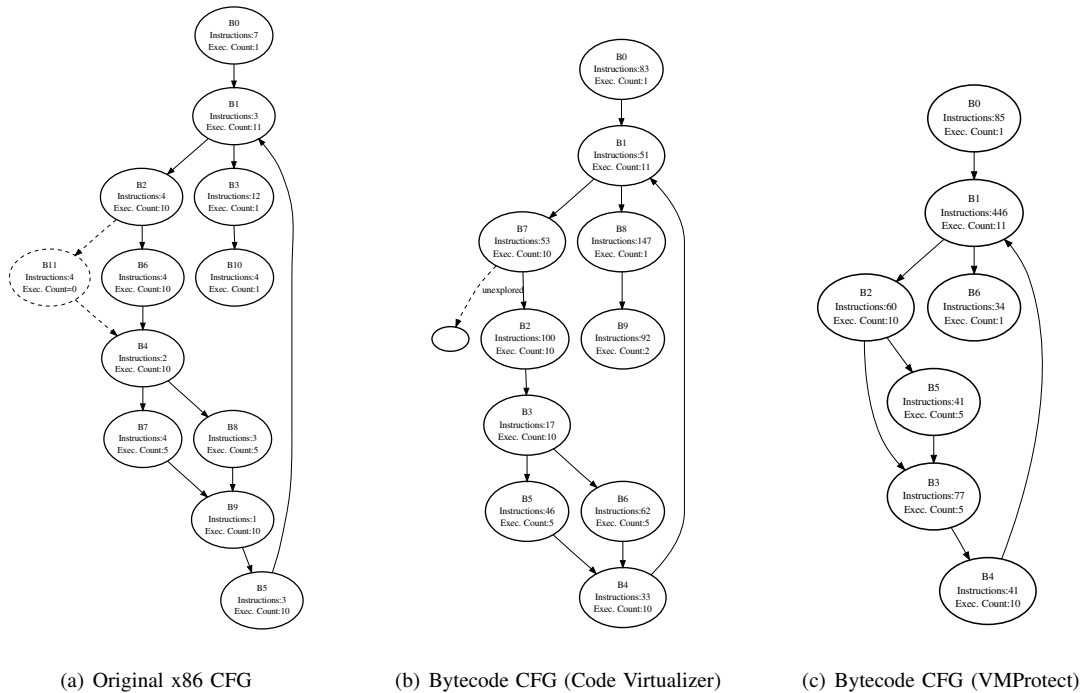 B0
Instructions:7
Exec. Count:1
B1
Instructions:3
Exec. Count:11
B2
Instructions:4
Exec. Count:10
B3
Instructions:12
Exec. Count:1
B11
Instructions:4
Exec. Count=0
B6
Instructions:4
Exec. Count:10
B10
Instructions:4
Exec. Count:1
B4
Instructions:2
Exec. Count:10
B7
Instructions:4
Exec. Count:5
B8
Instructions:3
Exec. Count:5
B9
Instructions:1
Exec. Count:10
B5
Instructions:3
Exec. Count:10
(a) Original x86 CFG
B0
Instructions:83
Exec. Count:1
B1
Instructions:51
Exec. Count:11
B7
Instructions:53
Exec. Count:10
B8
Instructions:147
Exec. Count:1
unexplored
B2
Instructions:100
Exec. Count:10
B9
Instructions:92
Exec. Count:2
B3
Instructions:17
Exec. Count:10
B5
Instructions:46
Exec. Count:5
B6
Instructions:62
Exec. Count:5
B4
Instructions:33
Exec. Count:10
(b) Bytecode CFG (Code Virtualizer)
B0
Instructions:85
Exec. Count:1
B1
Instructions:446
Exec. Count:11
B2
Instructions:60
Exec. Count:10
B6
Instructions:34
Exec. Count:1
B5
Instructions:41
Exec. Count:5
B3
Instructions:77
Exec. Count:5
B4
Instructions:41
Exec. Count:10
(c) Bytecode CFG (VMProtect)